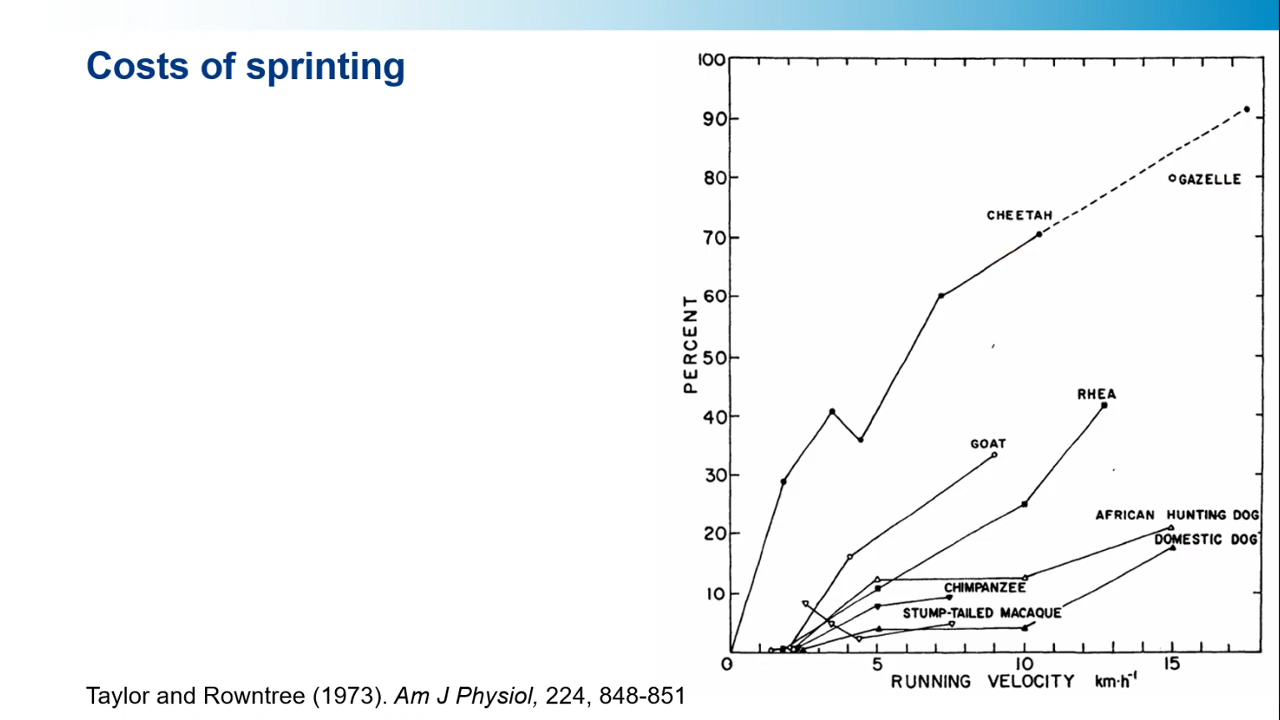 Costs of sprinting
100
90
80
70
60
50
40
30
20
10
0
5
10
15
PERCENT
CHEETAH
GAZELLE
RHEA
GOAT
AFRICAN HUNTING DOG
DOMESTIC DOG
CHIMPANZEE
STUMP-TAILED MACAQUE
RUNNING VELOCITY km·h⁻¹
Taylor and Rowntree (1973). Am J Physiol, 224, 848-851